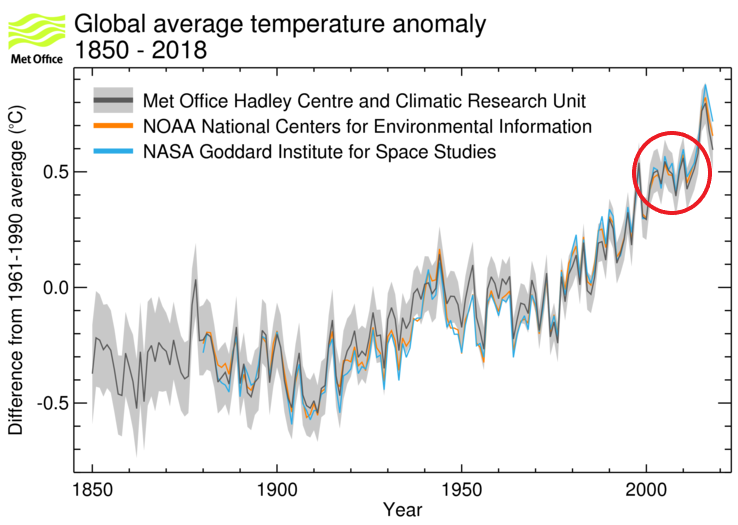 Global average temperature anomaly
1850 - 2018
Met Office
Met Office Hadley Centre and Climatic Research Unit
NOAA National Centers for Environmental Information
NASA Goddard Institute for Space Studies
Difference from 1961-1990 average (°C)
0.5
0.0
-0.5
1850
1900
1950
2000
Year